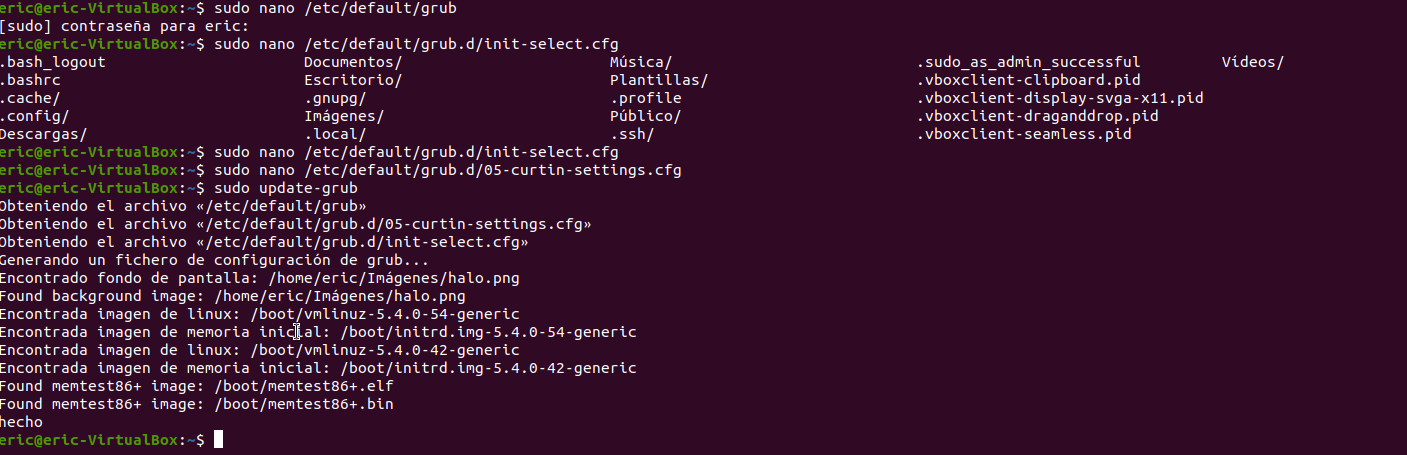 eric@eric-VirtualBox:~$ sudo nano /etc/default/grub
[sudo] contraseña para eric:
eric@eric-VirtualBox:~$ sudo nano /etc/default/grub.d/init-select.cfg
.bash_logout Documentos/ Música/ .sudo_as_admin_successful Vídeos/
.bashrc Escritorio/ Plantillas/ .vboxclient-clipboard.pid
.cache/ .gnupg/ .profile .vboxclient-display-svga-x11.pid
.config/ Imágenes/ Público/ .vboxclient-draganddrop.pid
Descargas/ .local/ .ssh/ .vboxclient-seamless.pid
eric@eric-VirtualBox:~$ sudo nano /etc/default/grub.d/init-select.cfg
eric@eric-VirtualBox:~$ sudo nano /etc/default/grub.d/05-curtin-settings.cfg
eric@eric-VirtualBox:~$ sudo update-grub
Obteniendo el archivo «/etc/default/grub»
Obteniendo el archivo «/etc/default/grub.d/05-curtin-settings.cfg»
Obteniendo el archivo «/etc/default/grub.d/init-select.cfg»
Generando un fichero de configuración de grub...
Encontrado fondo de pantalla: /home/eric/Imágenes/halo.png
Found background image: /home/eric/Imágenes/halo.png
Encontrada imagen de linux: /boot/vmlinuz-5.4.0-54-generic
Encontrada imagen de memoria inicial: /boot/initrd.img-5.4.0-54-generic
Encontrada imagen de linux: /boot/vmlinuz-5.4.0-42-generic
Encontrada imagen de memoria inicial: /boot/initrd.img-5.4.0-42-generic
Found memtest86+ image: /boot/memtest86+.elf
Found memtest86+ image: /boot/memtest86+.bin
hecho
eric@eric-VirtualBox:~$